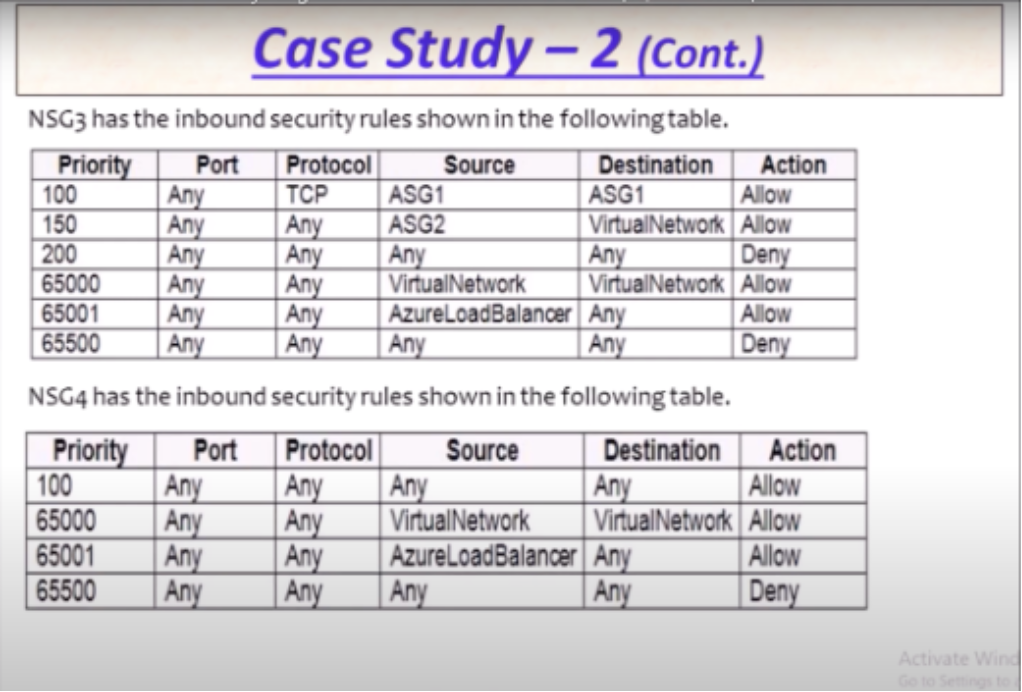 Case Study – 2 (Cont.)
NSG3 has the inbound security rules shown in the following table.
Priority Port Protocol Source Destination Action
100 Any TCP ASG1 ASG1 Allow
150 Any Any ASG2 VirtualNetwork Allow
200 Any Any Any Any Deny
65000 Any Any VirtualNetwork VirtualNetwork Allow
65001 Any Any AzureLoadBalancer Any Allow
65500 Any Any Any Any Deny
NSG4 has the inbound security rules shown in the following table.
Priority Port Protocol Source Destination Action
100 Any Any Any Any Allow
65000 Any Any VirtualNetwork VirtualNetwork Allow
65001 Any Any AzureLoadBalancer Any Allow
65500 Any Any Any Any Deny
Activate Wind
Go to Settings to